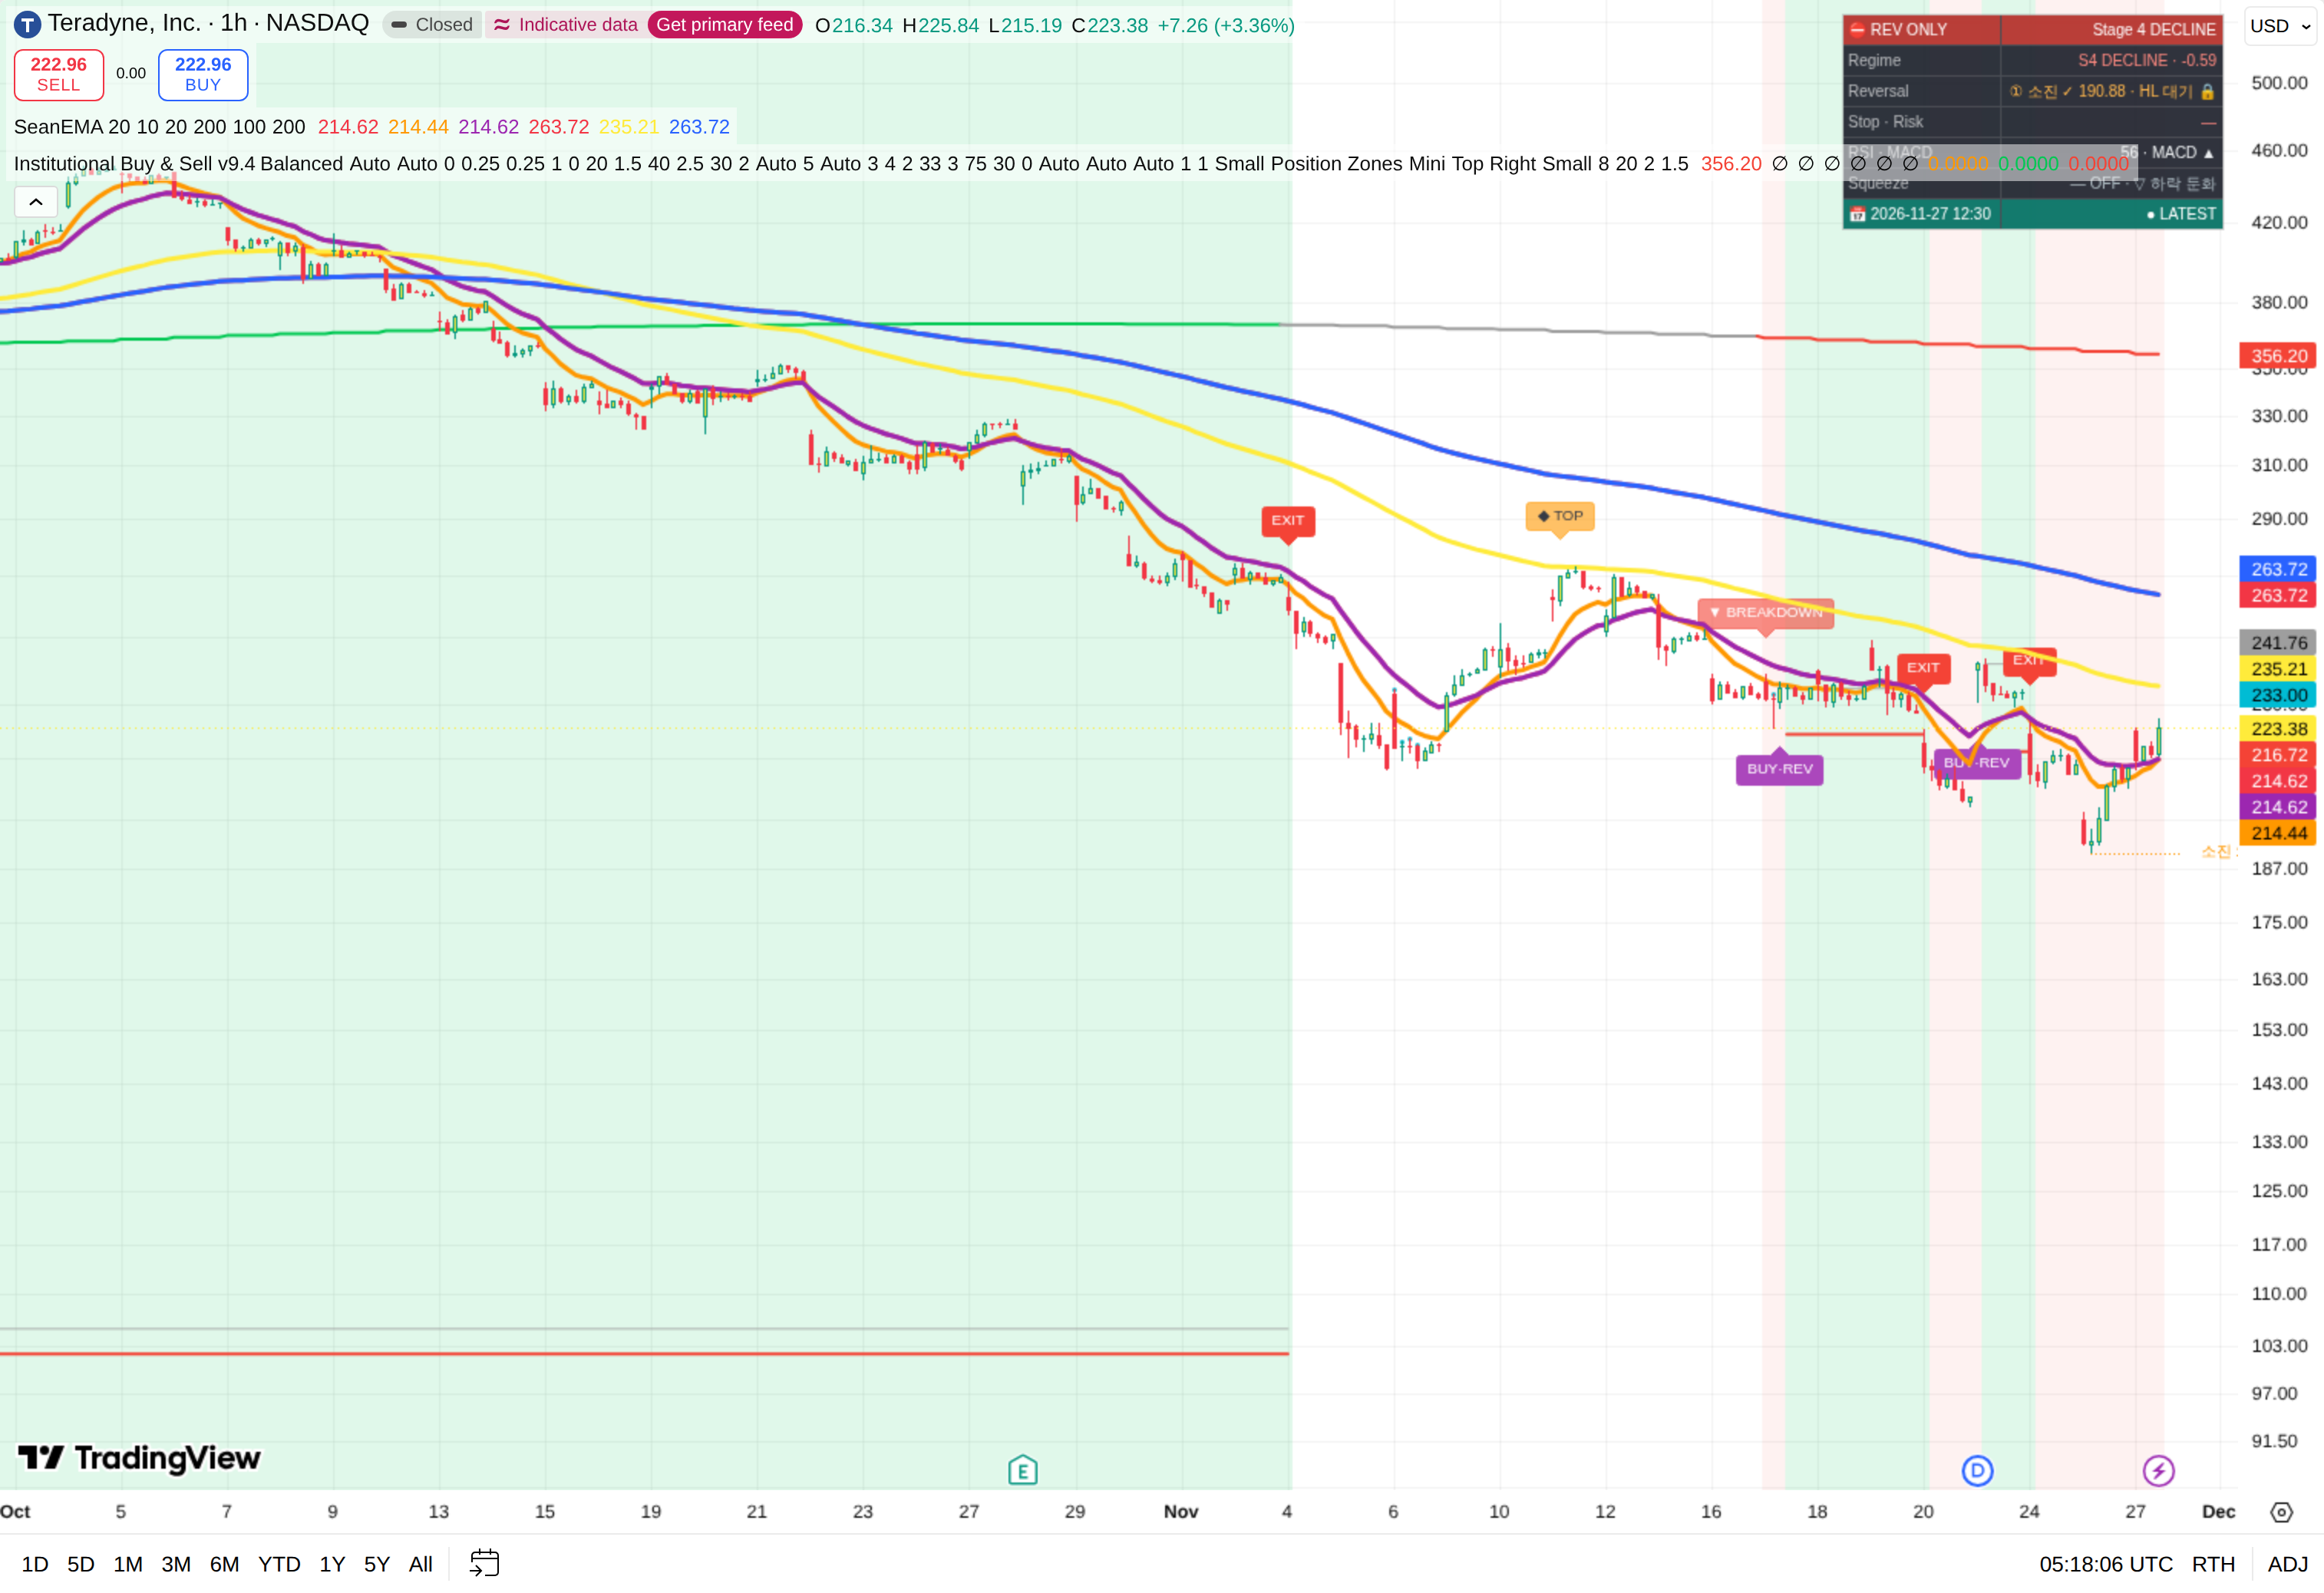 Teradyne, Inc. · 1h · NASDAQ Closed Indicative data Get primary feed O216.34 H225.84 L215.19 C223.38 +7.26 (+3.36%)
222.96 SELL 0.00 222.96 BUY
SeanEMA 20 10 20 200 100 200 214.62 214.44 214.62 263.72 235.21 263.72
Institutional Buy & Sell v9.4 Balanced Auto Auto 0 0.25 0.25 1 0 20 1.5 40 2.5 30 2 Auto 5 Auto 3 4 2 33 3 75 30 0 Auto Auto Auto 1 1 Small Position Zones Mini Top Right Small 8 20 2 1.5 356.20 ∅ ∅ ∅ ∅ ∅ ∅ 0.0000 0.0000 0.0000
⛔ REV ONLY Stage 4 DECLINE
Regime S4 DECLINE · -0.59
Reversal ① 소진 ✓ 190.88 · HL 대기 🔒
Stop · Risk —
RSI · MACD 56 · MACD ▲
Squeeze — OFF · ▽ 하락 둔화
📅 2026-11-27 12:30 ● LATEST
USD
500.00
460.00
420.00
380.00
356.20
350.00
330.00
310.00
290.00
263.72
263.72
241.76
235.21
233.00
223.38
216.72
214.62
214.62
214.44
187.00
175.00
163.00
153.00
143.00
133.00
125.00
117.00
110.00
103.00
97.00
91.50
EXIT
◆ TOP
▼ BREAKDOWN
EXIT
EXIT
BUY·REV
BUY·REV
소진
TradingView
E
D
Oct 5 7 9 13 15 19 21 23 27 29 Nov 4 6 10 12 16 18 20 24 27 Dec
1D 5D 1M 3M 6M YTD 1Y 5Y All
05:18:06 UTC RTH ADJ